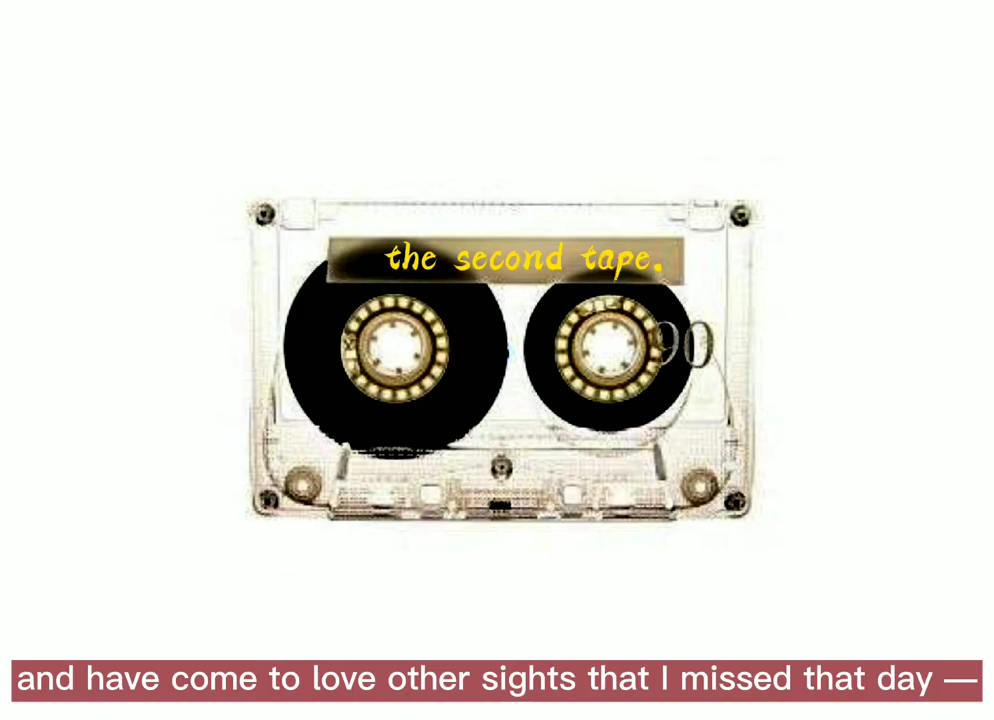 the second tape.
90
and have come to love other sights that I missed that day —